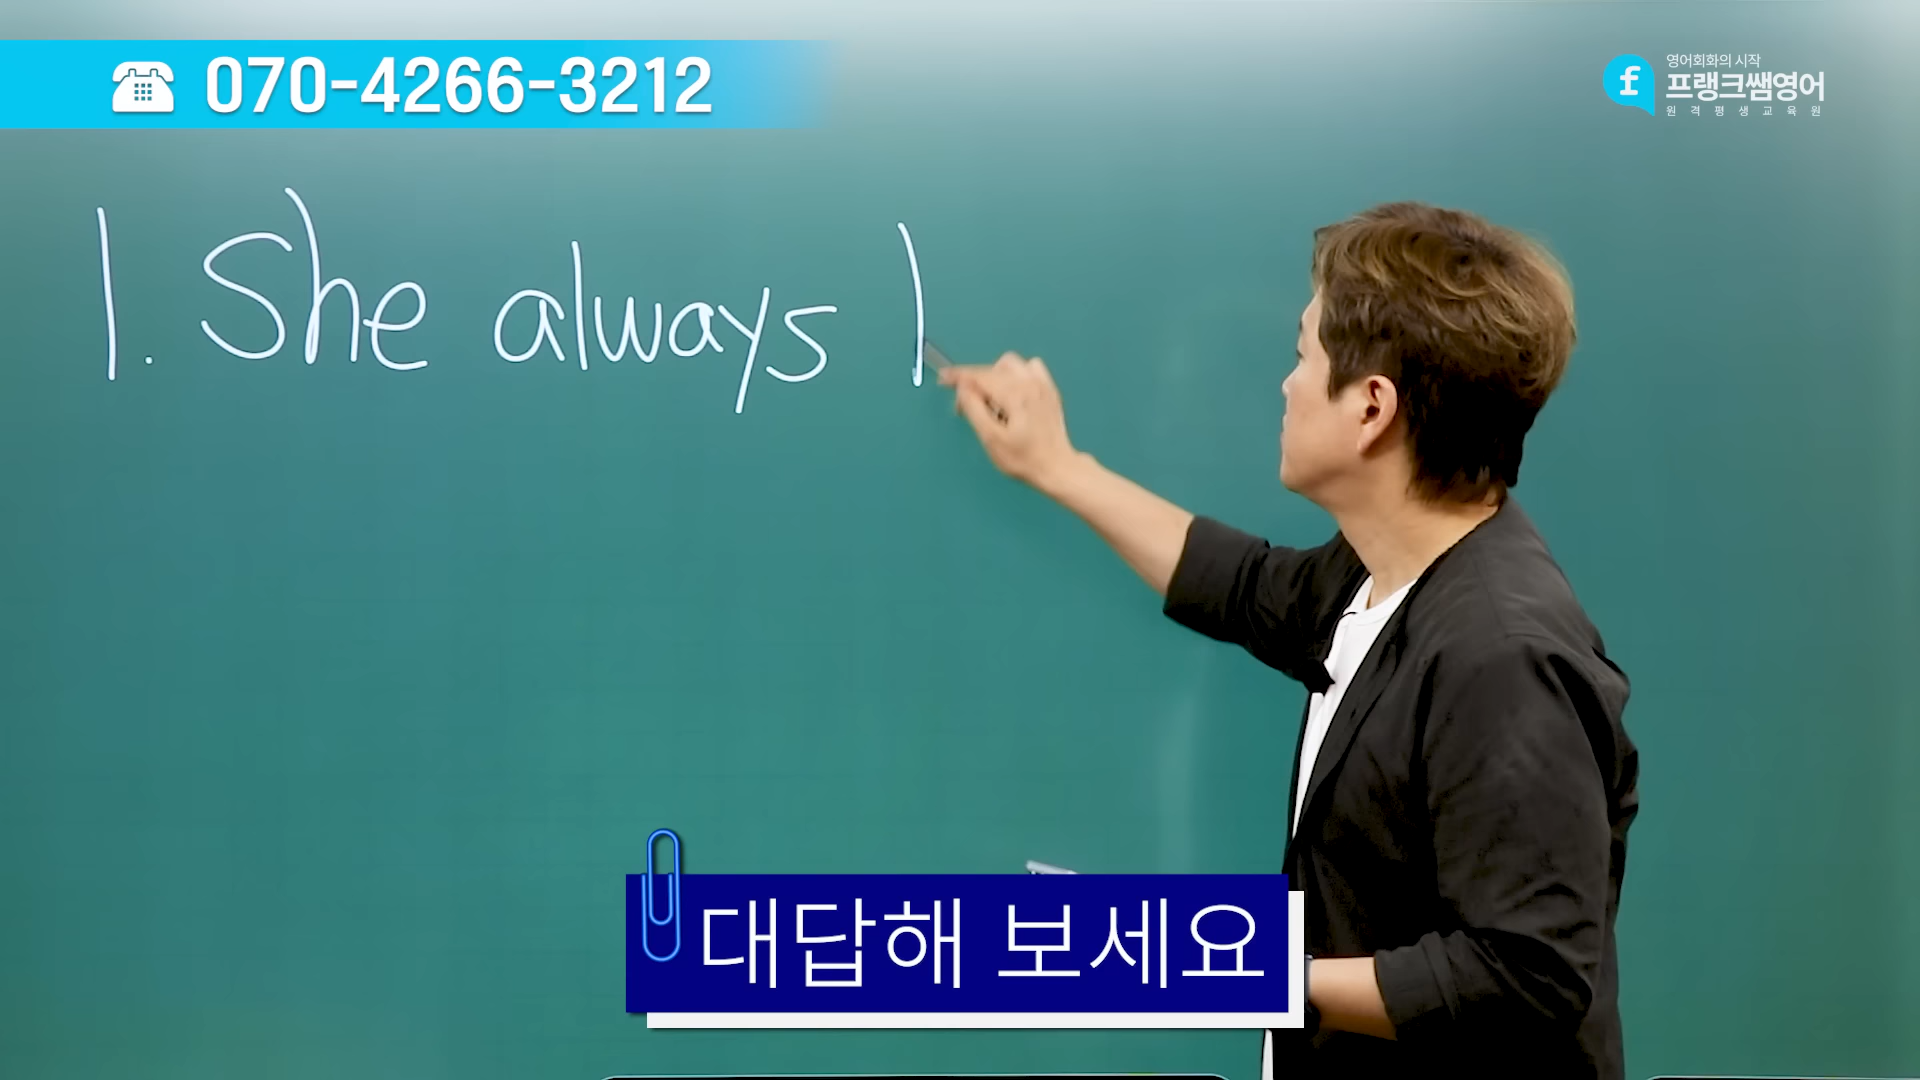 070-4266-3212
영어회화의 시작
프랭크쌤영어
원격평생교육원
1. She always l
대답해 보세요